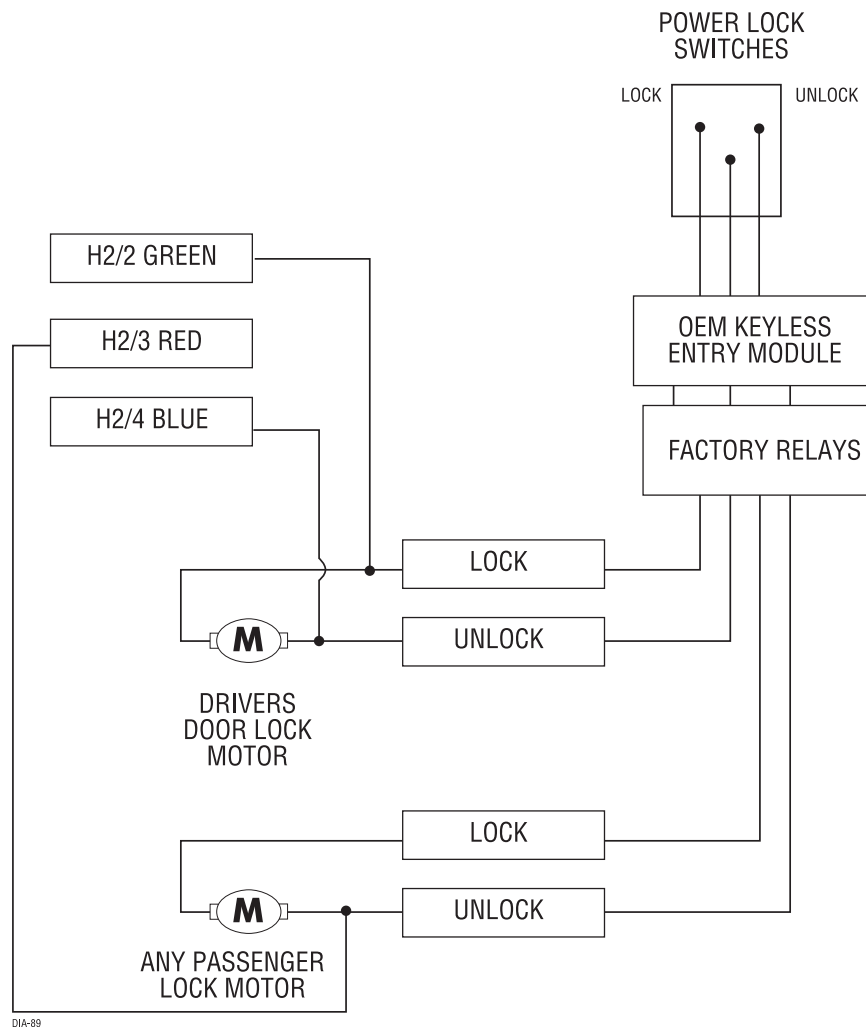 POWER LOCK
SWITCHES
LOCK
UNLOCK
H2/2 GREEN
H2/3 RED
H2/4 BLUE
OEM KEYLESS
ENTRY MODULE
FACTORY RELAYS
LOCK
M
UNLOCK
DRIVERS
DOOR LOCK
MOTOR
LOCK
M
UNLOCK
ANY PASSENGER
LOCK MOTOR
DIA-89